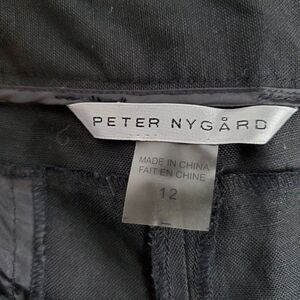 PETER NYGÅRD
MADE IN CHINA
FAIT EN CHINE
12